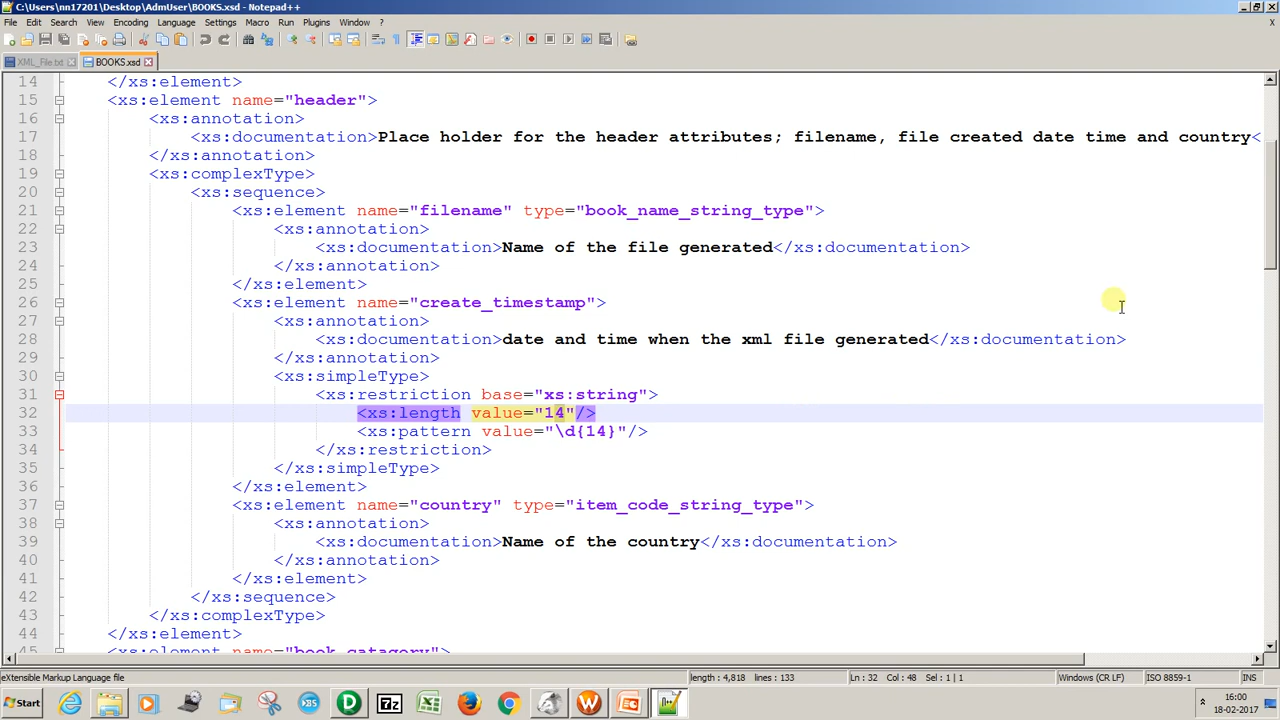 C:\Users\nn17201\Desktop\AdmUser\BOOKS.xsd - Notepad++
File Edit Search View Encoding Language Settings Macro Run Plugins Window ?
XML_File.txt BOOKS.xsd
14 </xs:element>
15 <xs:element name="header">
16 <xs:annotation>
17 <xs:documentation>Place holder for the header attributes; filename, file created date time and country<
18 </xs:annotation>
19 <xs:complexType>
20 <xs:sequence>
21 <xs:element name="filename" type="book_name_string_type">
22 <xs:annotation>
23 <xs:documentation>Name of the file generated</xs:documentation>
24 </xs:annotation>
25 </xs:element>
26 <xs:element name="create_timestamp">
27 <xs:annotation>
28 <xs:documentation>date and time when the xml file generated</xs:documentation>
29 </xs:annotation>
30 <xs:simpleType>
31 <xs:restriction base="xs:string">
32 <xs:length value="14"/>
33 <xs:pattern value="\d{14}"/>
34 </xs:restriction>
35 </xs:simpleType>
36 </xs:element>
37 <xs:element name="country" type="item_code_string_type">
38 <xs:annotation>
39 <xs:documentation>Name of the country</xs:documentation>
40 </xs:annotation>
41 </xs:element>
42 </xs:sequence>
43 </xs:complexType>
44 </xs:element>
45 <xs:element name="book_catagory">
eXtensible Markup Language file length : 4,818 lines : 133 Ln : 32 Col : 48 Sel : 1 | 1 Windows (CR LF) ISO 8859-1 INS
Start 16:00
18-02-2017